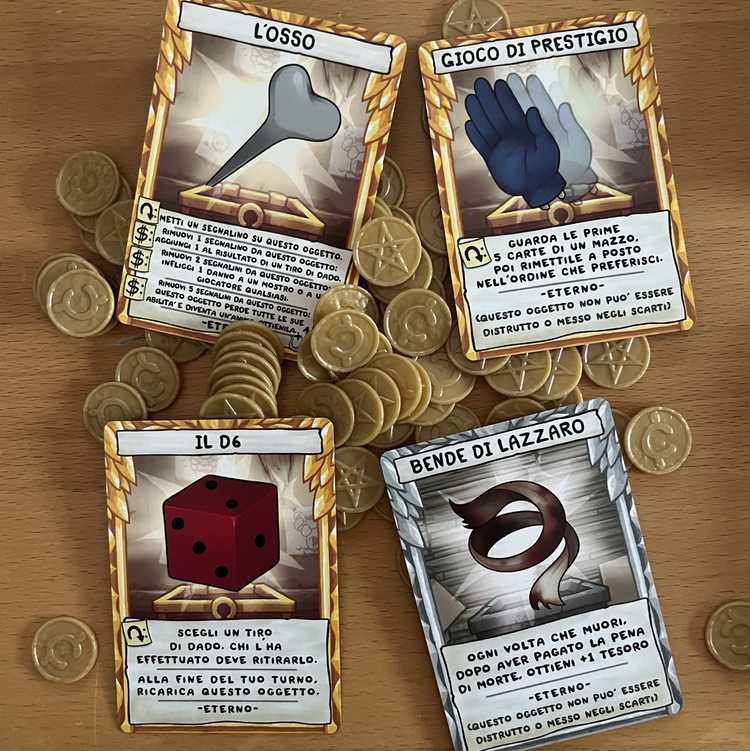 L'OSSO
METTI UN SEGNALINO SU QUESTO OGGETTO.
RIMUOVI 1 SEGNALINO DA QUESTO OGGETTO:
AGGIUNGI 1 AL RISULTATO DI UN TIRO DI DADO.
RIMUOVI 2 SEGNALINI DA QUESTO OGGETTO:
INFLIGGI 1 DANNO A UN MOSTRO O A UN
GIOCATORE QUALSIASI.
RIMUOVI 5 SEGNALINI DA QUESTO OGGETTO:
QUESTO OGGETTO PERDE TUTTE LE SUE
ABILITA' E DIVENTA UN'ANIMA. OTTIENILA.
GIOCO DI PRESTIGIO
GUARDA LE PRIME
5 CARTE DI UN MAZZO,
POI RIMETTILE A POSTO
NELL'ORDINE CHE PREFERISCI.
-ETERNO-
(QUESTO OGGETTO NON PUO' ESSERE
DISTRUTTO O MESSO NEGLI SCARTI)
IL D6
SCEGLI UN TIRO
DI DADO. CHI L'HA
EFFETTUATO DEVE RITIRARLO.
ALLA FINE DEL TUO TURNO,
RICARICA QUESTO OGGETTO.
-ETERNO-
BENDE DI LAZZARO
OGNI VOLTA CHE MUORI,
DOPO AVER PAGATO LA PENA
DI MORTE, OTTIENI +1 TESORO
-ETERNO-
(QUESTO OGGETTO NON PUO' ESSERE
DISTRUTTO O MESSO NEGLI SCARTI)